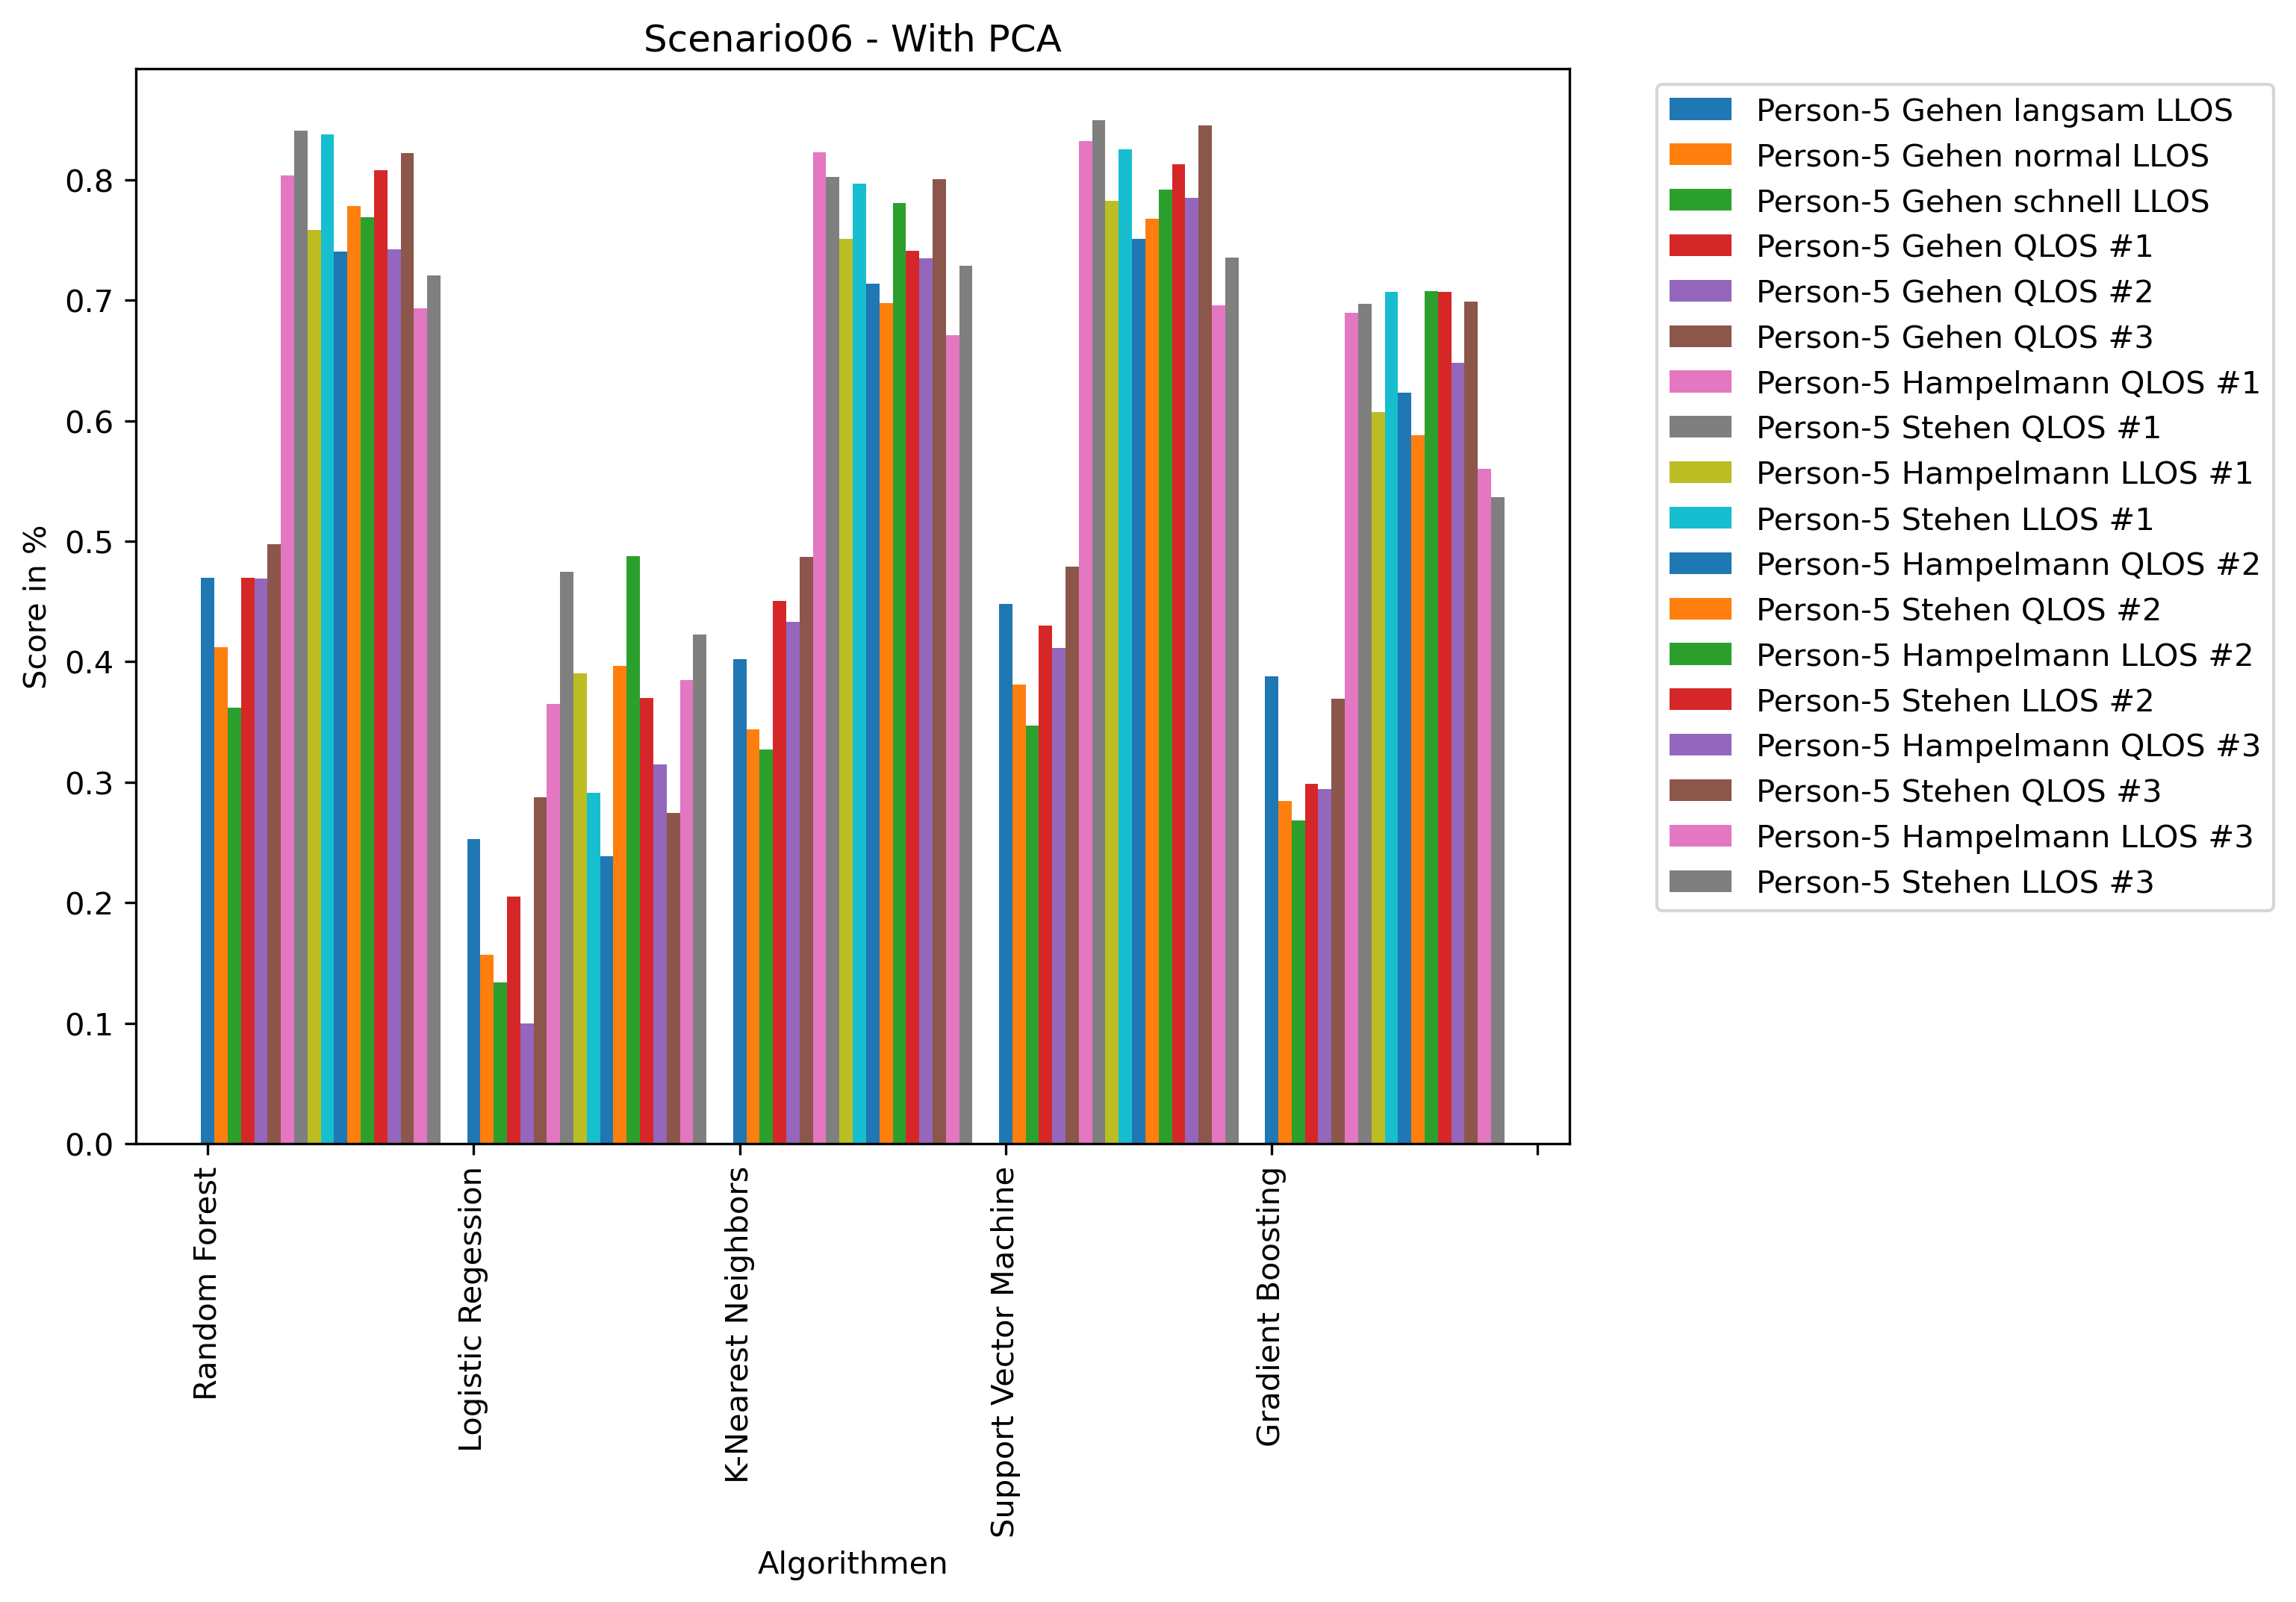 Scenario06 - With PCA
Score in %
0.8
0.7
0.6
0.5
0.4
0.3
0.2
0.1
0.0
Random Forest
Logistic Regession
K-Nearest Neighbors
Support Vector Machine
Gradient Boosting
Algorithmen
Person-5 Gehen langsam LLOS
Person-5 Gehen normal LLOS
Person-5 Gehen schnell LLOS
Person-5 Gehen QLOS #1
Person-5 Gehen QLOS #2
Person-5 Gehen QLOS #3
Person-5 Hampelmann QLOS #1
Person-5 Stehen QLOS #1
Person-5 Hampelmann LLOS #1
Person-5 Stehen LLOS #1
Person-5 Hampelmann QLOS #2
Person-5 Stehen QLOS #2
Person-5 Hampelmann LLOS #2
Person-5 Stehen LLOS #2
Person-5 Hampelmann QLOS #3
Person-5 Stehen QLOS #3
Person-5 Hampelmann LLOS #3
Person-5 Stehen LLOS #3